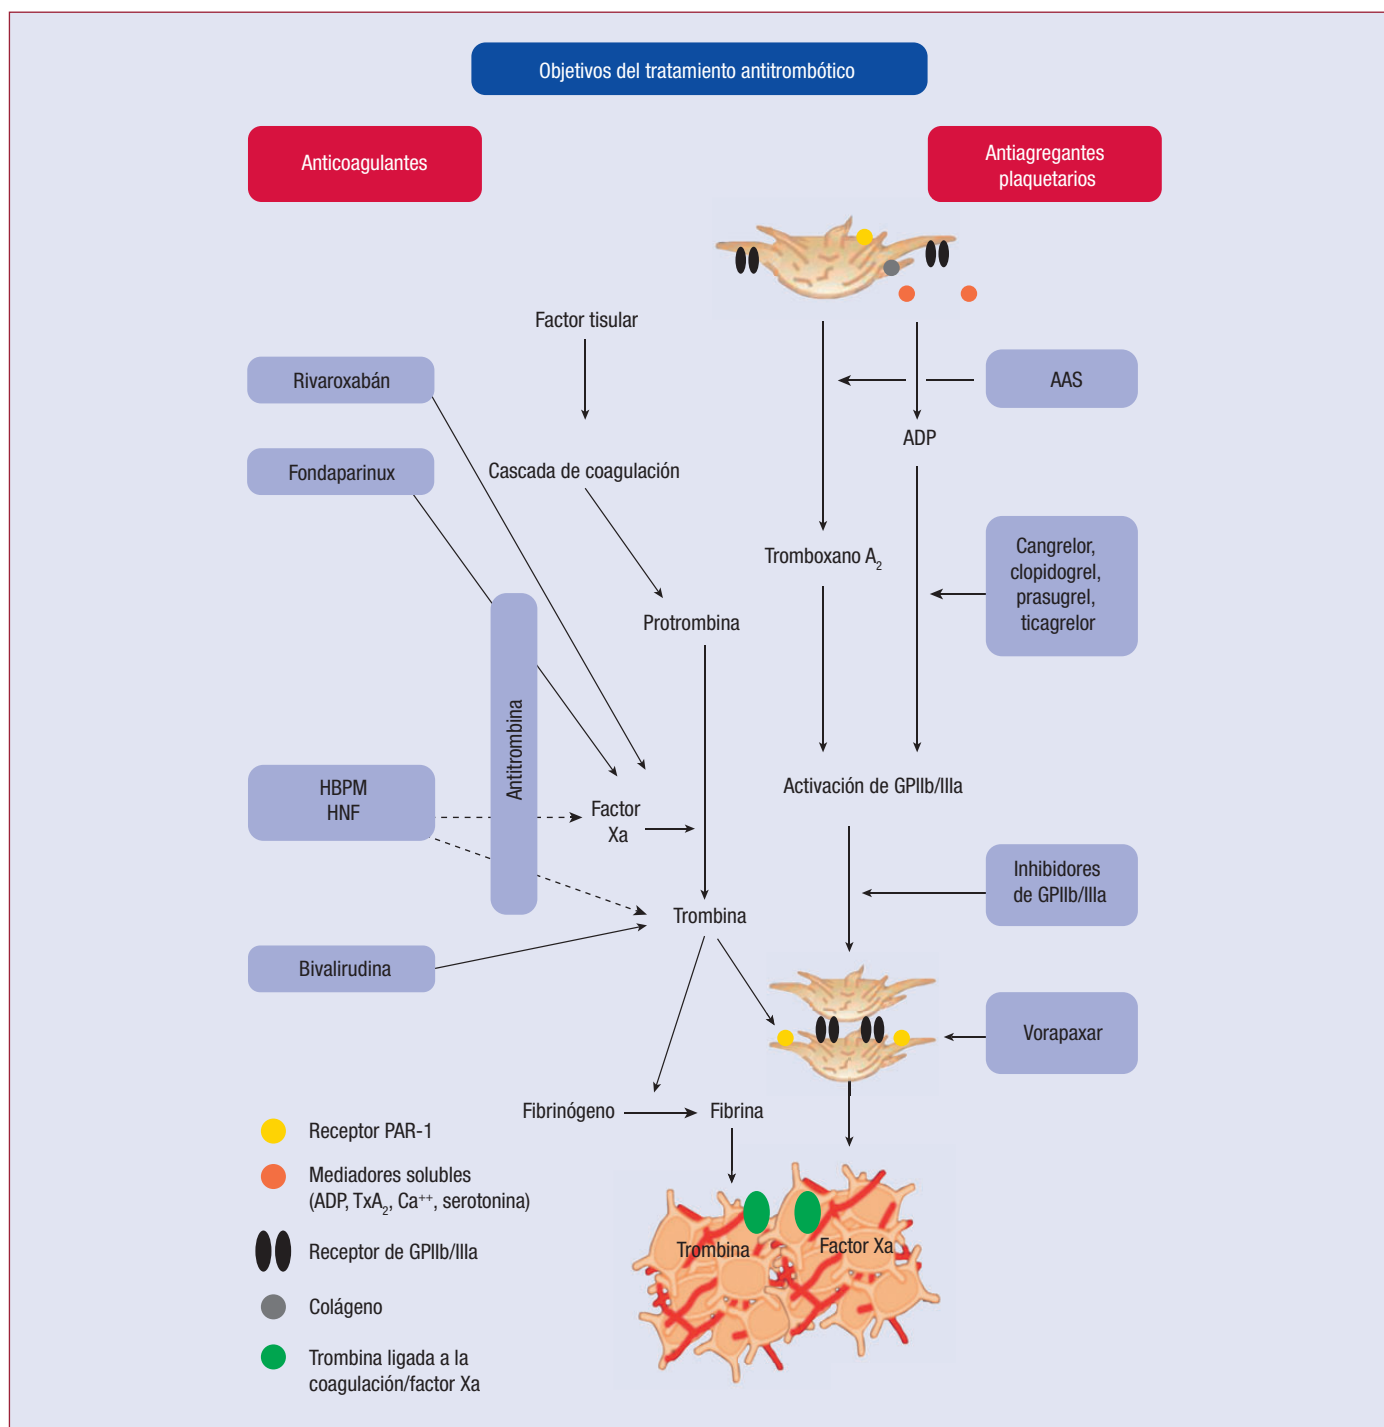 Objetivos del tratamiento antitrombótico
Anticoagulantes
Antiagregantes
plaquetarios
Factor tisular
Rivaroxabán
AAS
ADP
Fondaparinux
Cascada de coagulación
Cangrelor,
clopidogrel,
prasugrel,
ticagrelor
Tromboxano A₂
Protrombina
Antitrombina
HBPM
HNF
Factor
Xa
Activación de GPIIb/IIIa
Inhibidores
de GPIIb/IIIa
Trombina
Bivalirudina
Vorapaxar
Fibrinógeno
Fibrina
Receptor PAR-1
Mediadores solubles
(ADP, TxA₂, Ca⁺⁺, serotonina)
Receptor de GPIIb/IIIa
Colágeno
Trombina ligada a la
coagulación/factor Xa
Trombina
Factor Xa